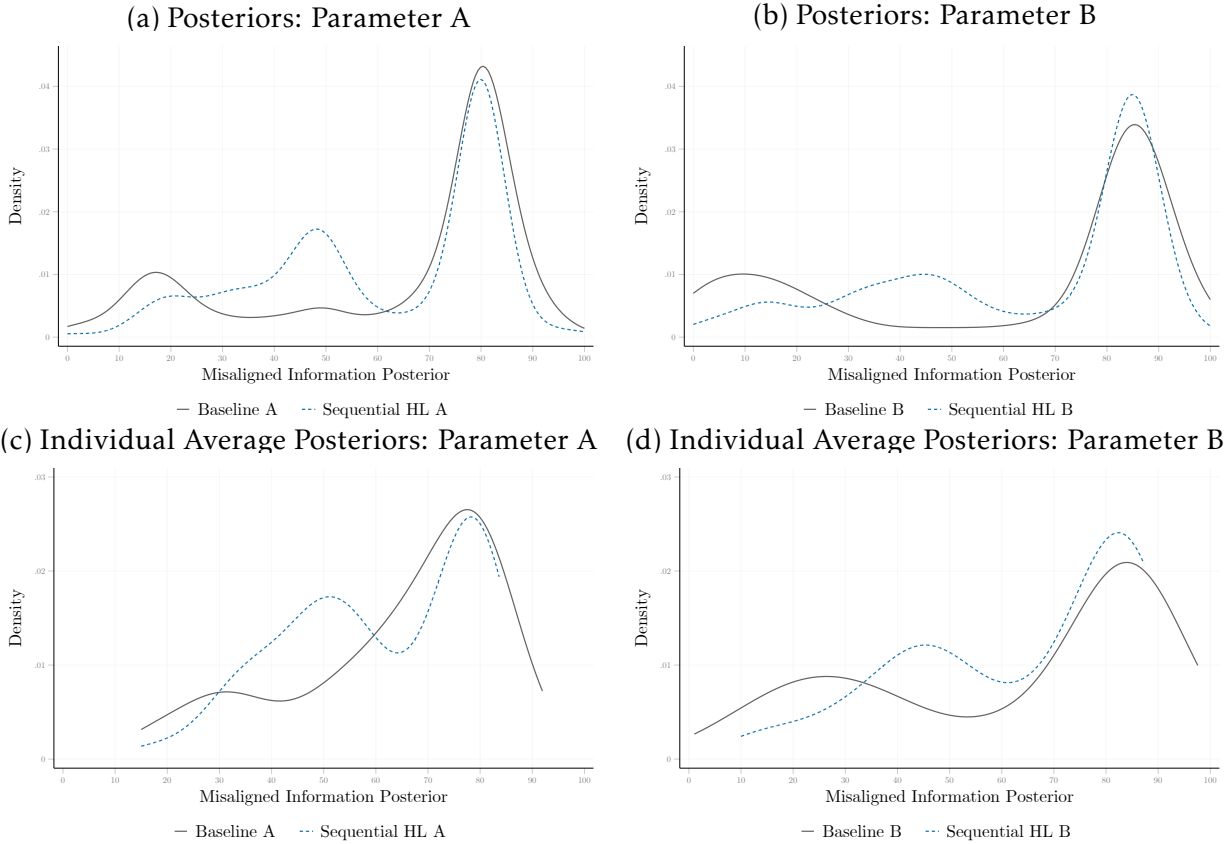 (a) Posteriors: Parameter A
Density
.04
.03
.02
.01
0
0 10 20 30 40 50 60 70 80 90 100
Misaligned Information Posterior
Baseline A Sequential HL A
(b) Posteriors: Parameter B
Density
.04
.03
.02
.01
0
0 10 20 30 40 50 60 70 80 90 100
Misaligned Information Posterior
Baseline B Sequential HL B
(c) Individual Average Posteriors: Parameter A
Density
.03
.02
.01
0
0 10 20 30 40 50 60 70 80 90 100
Misaligned Information Posterior
Baseline A Sequential HL A
(d) Individual Average Posteriors: Parameter B
Density
.03
.02
.01
0
0 10 20 30 40 50 60 70 80 90 100
Misaligned Information Posterior
Baseline B Sequential HL B